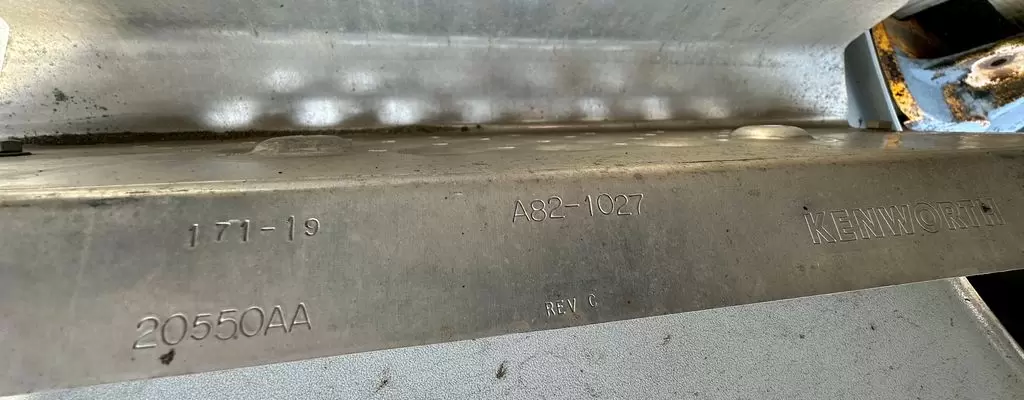 171-19
A82-1027
KENWORTH
20550AA
REV C